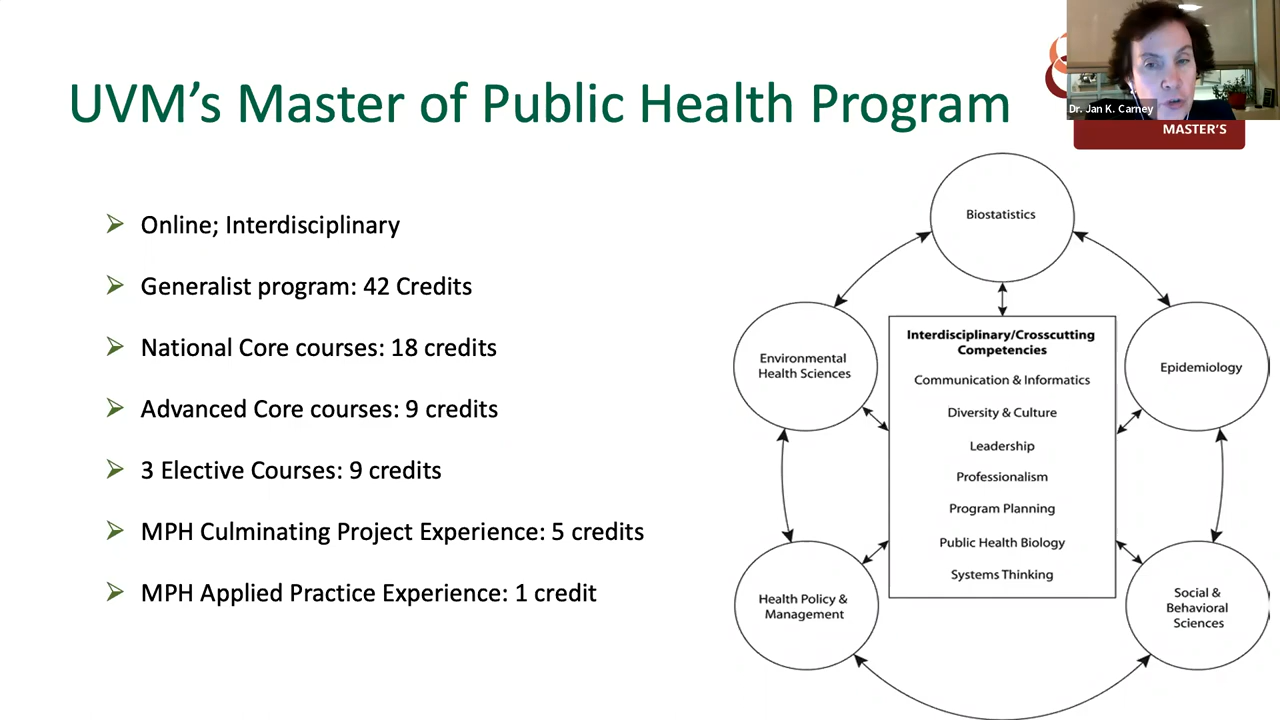 UVM's Master of Public Health Program
Dr. Jan K. Carney
MASTER'S
Online; Interdisciplinary
Generalist program: 42 Credits
National Core courses: 18 credits
Advanced Core courses: 9 credits
3 Elective Courses: 9 credits
MPH Culminating Project Experience: 5 credits
MPH Applied Practice Experience: 1 credit
Biostatistics
Environmental
Health Sciences
Interdisciplinary/Crosscutting
Competencies
Communication & Informatics
Diversity & Culture
Leadership
Professionalism
Program Planning
Public Health Biology
Systems Thinking
Epidemiology
Health Policy &
Management
Social &
Behavioral
Sciences